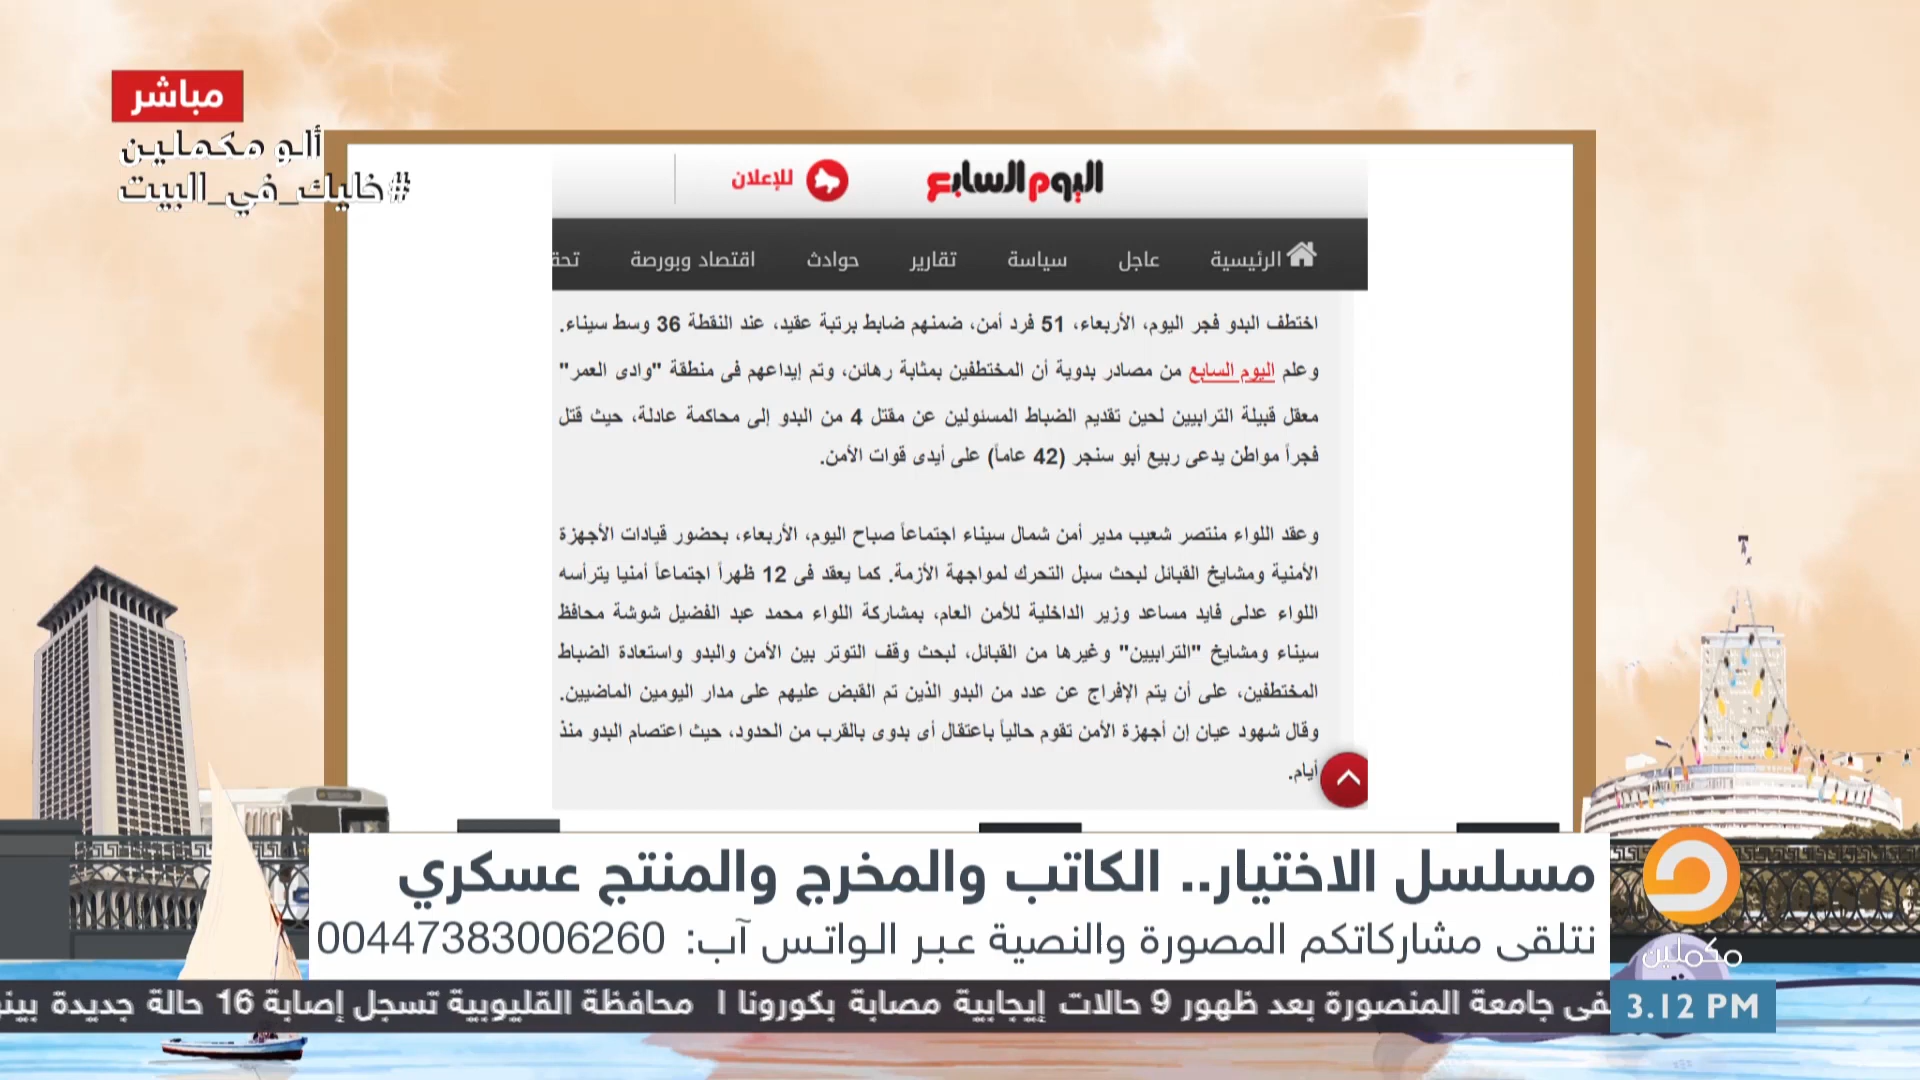 مباشر
ألو مكملين
#خليك_في_البيت
اليوم السابع
للإعلان
الرئيسية عاجل سياسة تقارير حوادث اقتصاد وبورصة
اختطف البدو فجر اليوم، الأربعاء، 51 فرد أمن، ضمنهم ضابط برتبة عقيد، عند النقطة 36 وسط سيناء.
وعلم اليوم السابع من مصادر بدوية أن المختطفين بمثابة رهائن، وتم إيداعهم فى منطقة "وادى العمر"
معقل قبيلة الترابيين لحين تقديم الضباط المسئولين عن مقتل 4 من البدو إلى محاكمة عادلة، حيث قتل
فجراً مواطن يدعى ربيع أبو سنجر (42 عاماً) على أيدى قوات الأمن.
وعقد اللواء منتصر شعيب مدير أمن شمال سيناء اجتماعاً صباح اليوم، الأربعاء، بحضور قيادات الأجهزة
الأمنية ومشايخ القبائل لبحث سبل التحرك لمواجهة الأزمة. كما يعقد فى 12 ظهراً اجتماعاً أمنيا يترأسه
اللواء عدلى فايد مساعد وزير الداخلية للأمن العام، بمشاركة اللواء محمد عبد الفضيل شوشة محافظ
سيناء ومشايخ "الترابيين" وغيرها من القبائل، لبحث وقف التوتر بين الأمن والبدو واستعادة الضباط
المختطفين، على أن يتم الإفراج عن عدد من البدو الذين تم القبض عليهم على مدار اليومين الماضيين.
وقال شهود عيان إن أجهزة الأمن تقوم حالياً باعتقال أى بدوى بالقرب من الحدود، حيث اعتصام البدو منذ
أيام.
مسلسل الاختيار.. الكاتب والمخرج والمنتج عسكري
نتلقى مشاركاتكم المصورة والنصية عبر الواتس آب: 00447383006260
مكملين
جامعة المنصورة بعد ظهور 9 حالات إيجابية مصابة بكورونا | محافظة القليوبية تسجل إصابة 16 حالة جديدة
3.12 PM